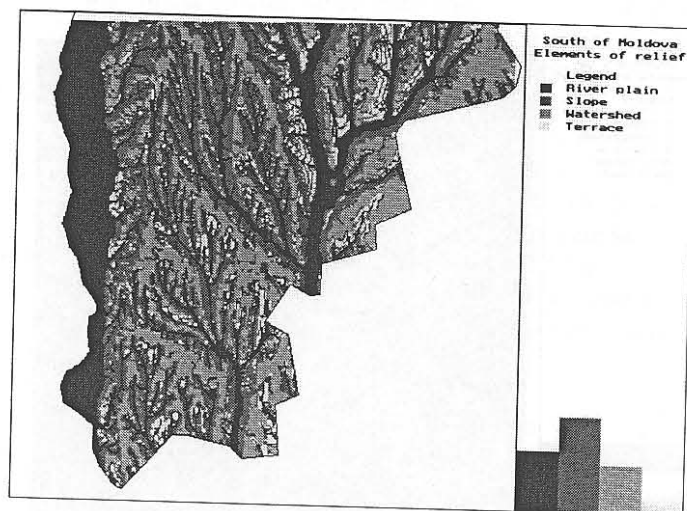 South of Moldova
Elements of relief
Legend
River plain
Slope
Watershed
Terrace